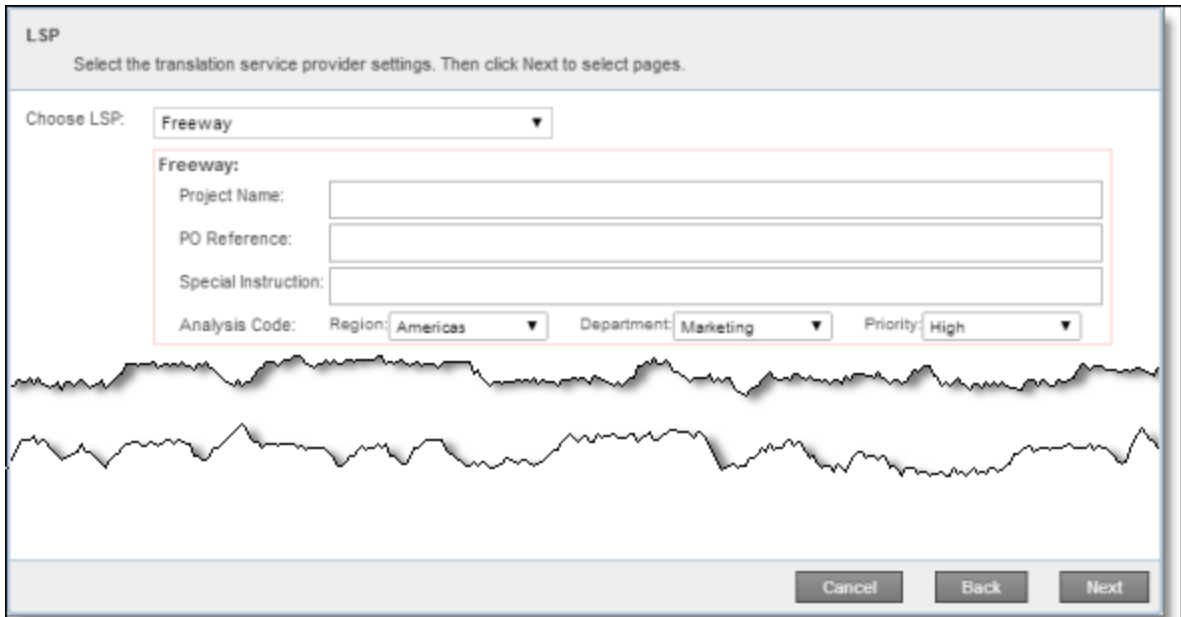 LSP
Select the translation service provider settings. Then click Next to select pages.
Choose LSP: Freeway
Freeway:
Project Name:
PO Reference:
Special Instruction:
Analysis Code: Region: Americas Department: Marketing Priority: High
Cancel Back Next